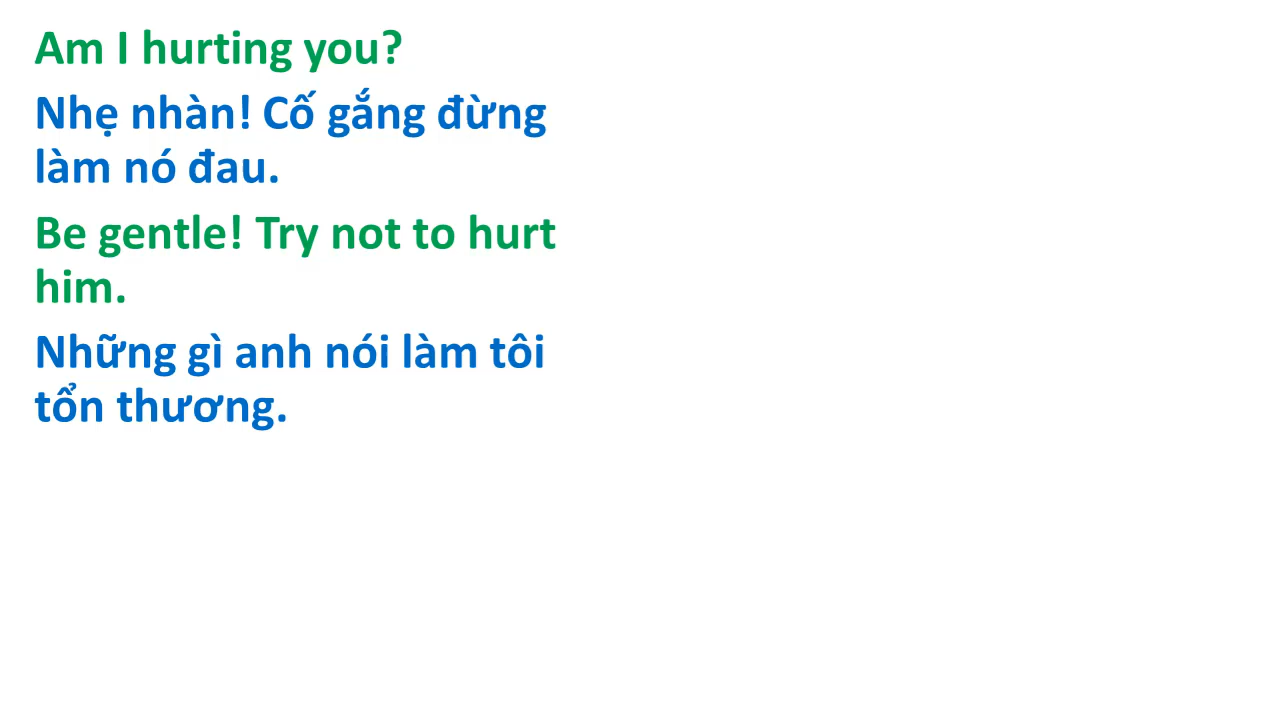 Am I hurting you?
Nhẹ nhàn! Cố gắng đừng
làm nó đau.
Be gentle! Try not to hurt
him.
Những gì anh nói làm tôi
tổn thương.